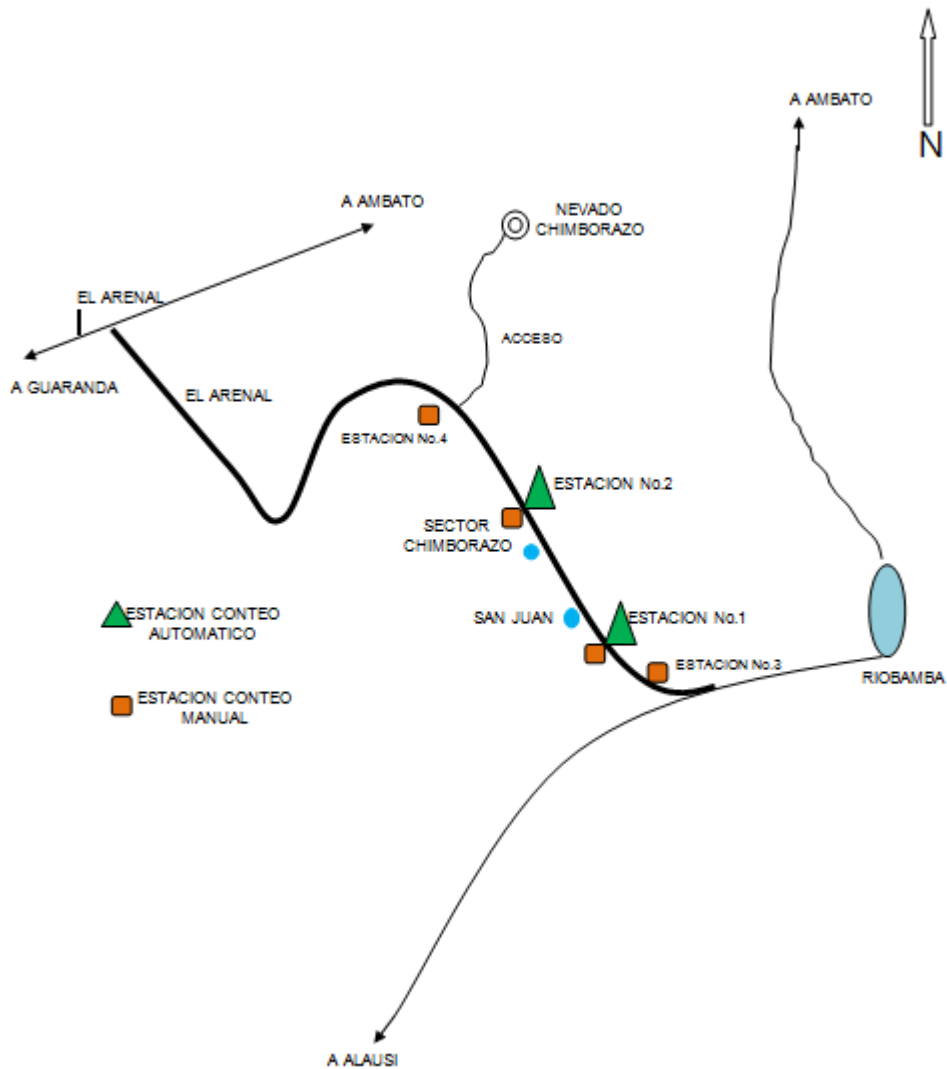 A AMBATO
N
A AMBATO
NEVADO
CHIMBORAZO
EL ARENAL
ACCESO
A GUARANDA
EL ARENAL
ESTACION No.4
ESTACION No.2
SECTOR
CHIMBORAZO
ESTACION CONTEO
AUTOMATICO
SAN JUAN
ESTACION No.1
ESTACION No.3
RIOBAMBA
ESTACION CONTEO
MANUAL
A ALAUSI